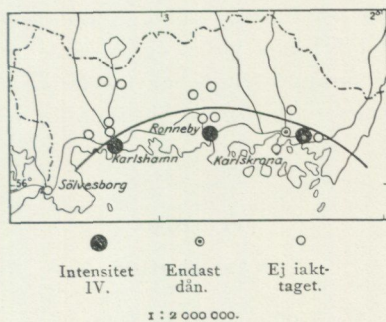 3
2°
Ronneby
Karlshamn
Karlskrona
56°
Sölvesborg
Intensitet
IV.
Endast
dån.
Ej iakt-
taget.
1 : 2 000 000.